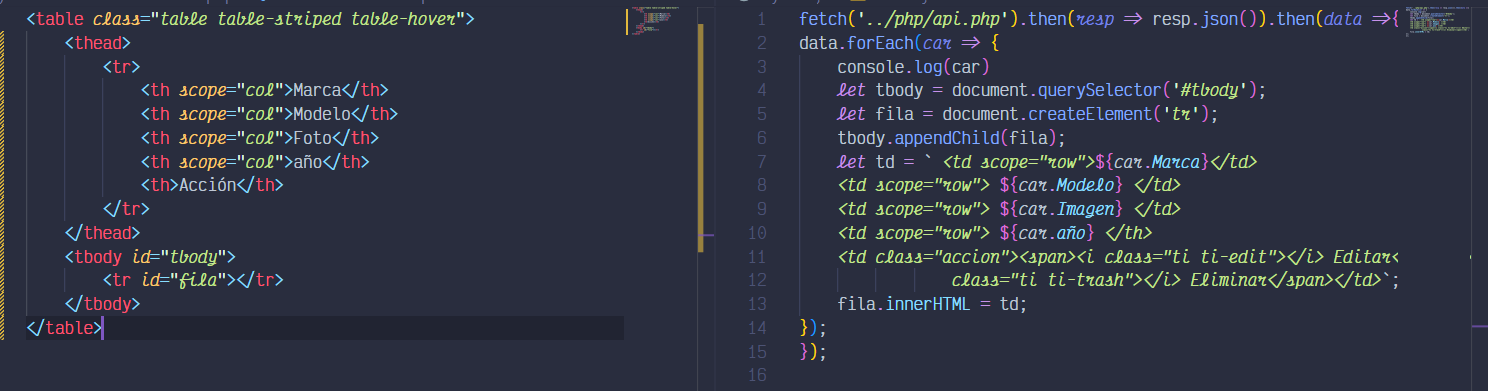 <table class="table table-striped table-hover">
<thead>
<tr>
<th scope="col">Marca</th>
<th scope="col">Modelo</th>
<th scope="col">Foto</th>
<th scope="col">año</th>
<th>Acción</th>
</tr>
</thead>
<tbody id="tbody">
<tr id="fila"></tr>
</tbody>
</table>
1 fetch('../php/api.php').then(resp => resp.json()).then(data =>{
2 data.forEach(car => {
3 console.log(car)
4 let tbody = document.querySelector('#tbody');
5 let fila = document.createElement('tr');
6 tbody.appendChild(fila);
7 let td = ` <td scope="row">${car.Marca}</td>
8 <td scope="row"> ${car.Modelo} </td>
9 <td scope="row"> ${car.Imagen} </td>
10 <td scope="row"> ${car.año} </th>
11 <td class="accion"><span><i class="ti ti-edit"></i> Editar<
12 class="ti ti-trash"></i> Eliminar</span></td>`;
13 fila.innerHTML = td;
14 });
15 });
16